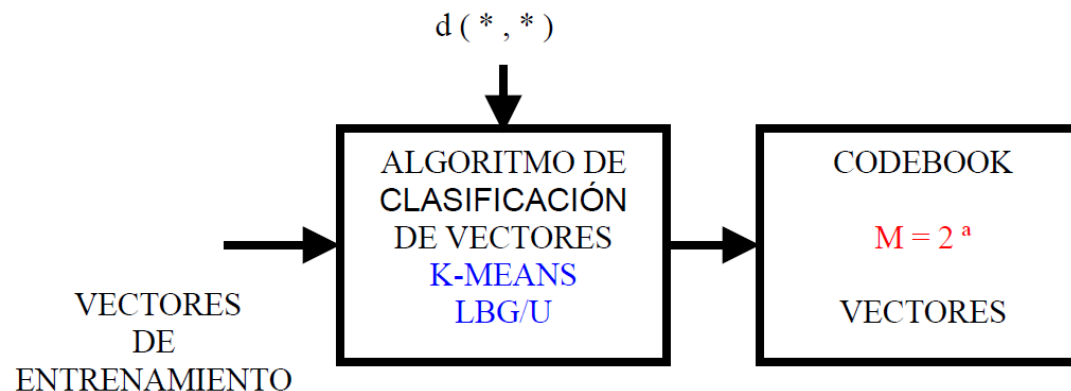 d ( * , * )
VECTORES
DE
ENTRENAMIENTO
ALGORITMO DE
CLASIFICACIÓN
DE VECTORES
K-MEANS
LBG/U
CODEBOOK
M = 2 ª
VECTORES